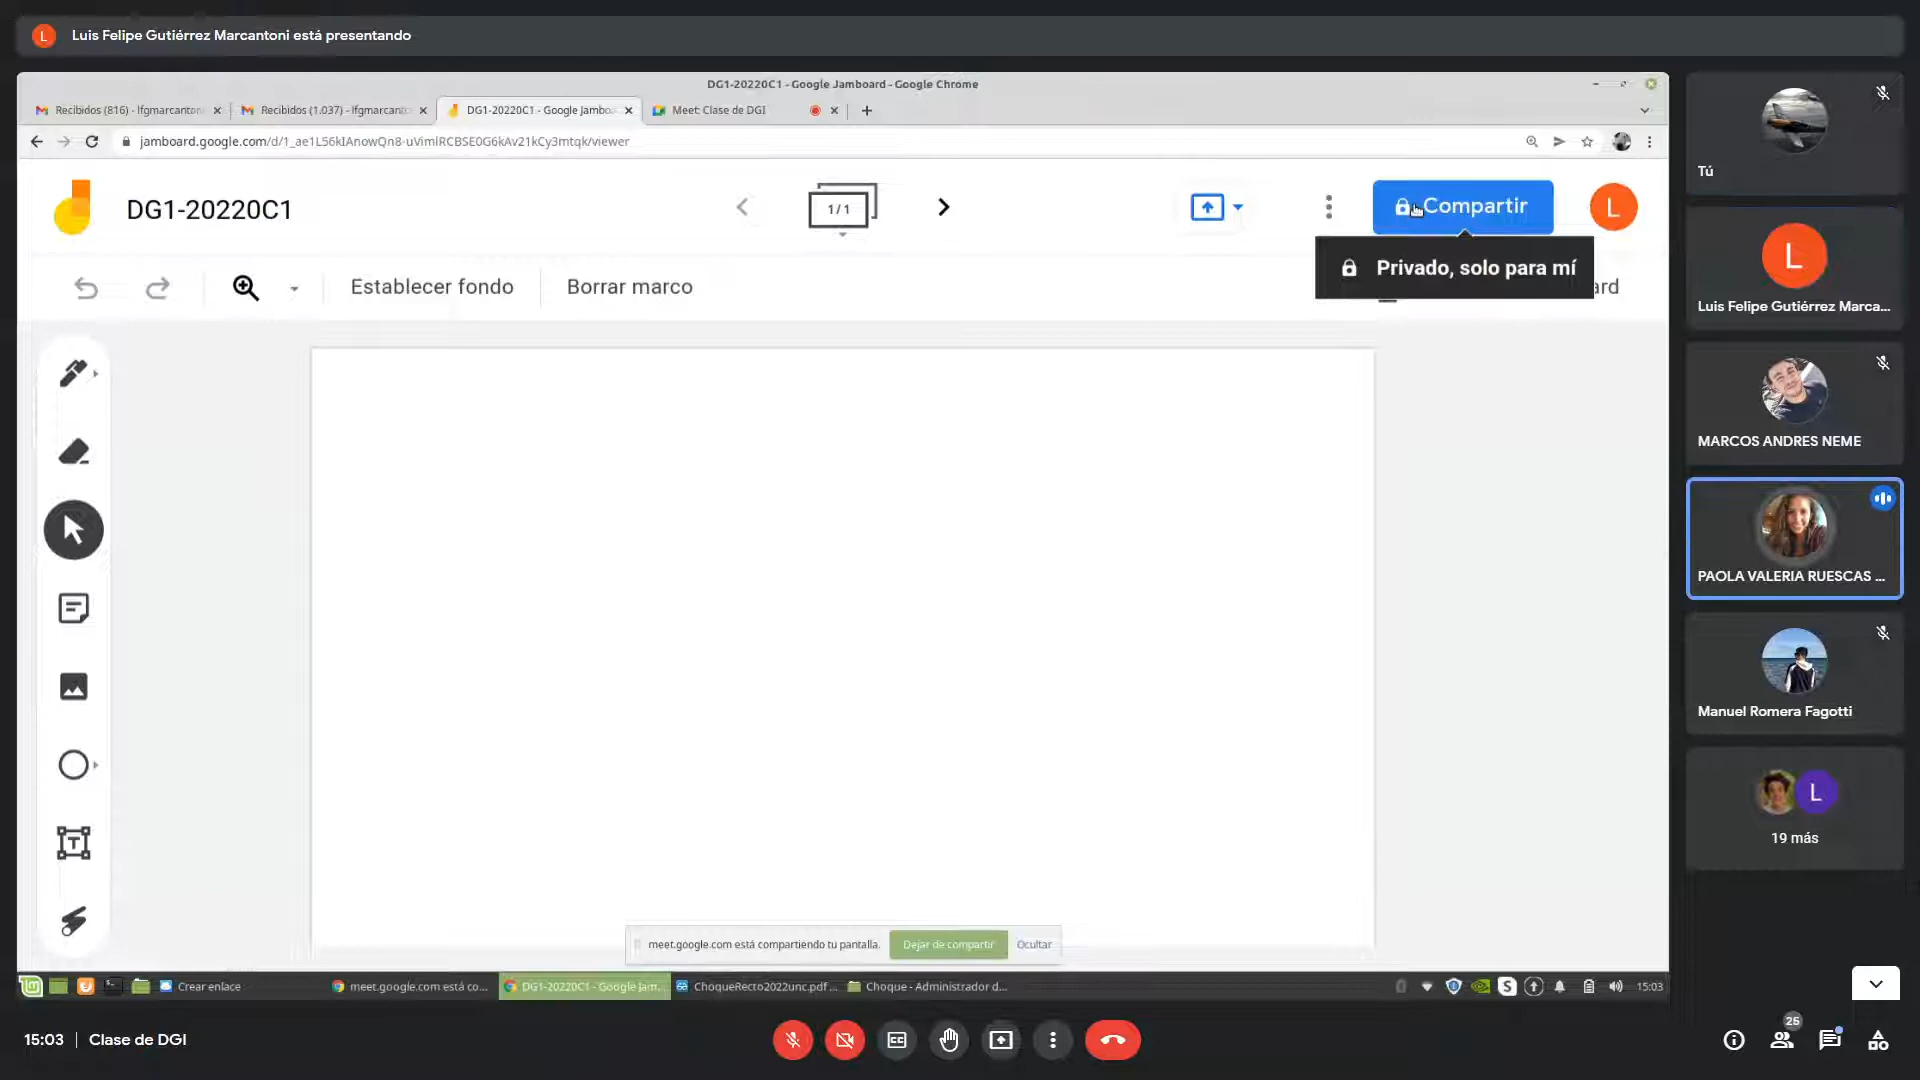 L Luis Felipe Gutiérrez Marcantoni está presentando
DG1-20220C1 - Google Jamboard - Google Chrome
Recibidos (816) - lfgmarcanton
Recibidos (1.037) - lfgmarcant
DG1-20220C1 - Google Jamboa
Meet: Clase de DGI
jamboard.google.com/d/1_ae1L56kIAnowQn8-uVimlRCBSE0G6kAv21kCy3mtqk/viewer
DG1-20220C1
1 / 1
Compartir
L
Privado, solo para mí
Establecer fondo
Borrar marco
ard
meet.google.com está compartiendo tu pantalla.
Dejar de compartir
Ocultar
Crear enlace
meet.google.com está co...
DG1-20220C1 - Google Jam...
ChoqueRecto2022unc.pdf ...
Choque - Administrador d...
15:03
Tú
L
Luis Felipe Gutiérrez Marca...
MARCOS ANDRES NEME
PAOLA VALERIA RUESCAS ...
Manuel Romera Fagotti
L
19 más
15:03 | Clase de DGI
25